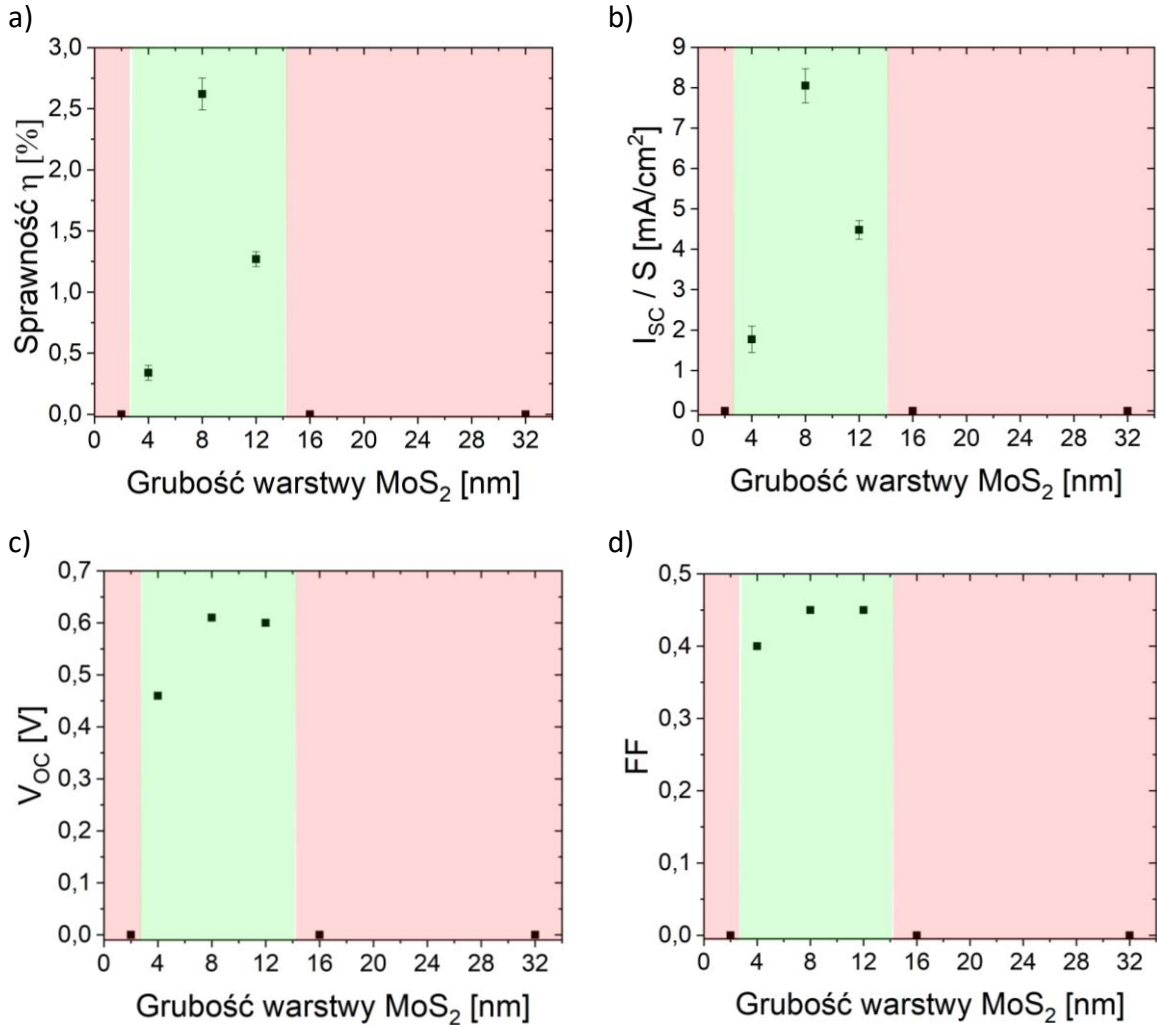 a)
3,0
2,5
2,0
1,5
1,0
0,5
0,0
Sprawność η [%]
0 4 8 12 16 20 24 28 32
Grubość warstwy MoS₂ [nm]
b)
9
8
7
6
5
4
3
2
1
0
I_SC / S [mA/cm²]
0 4 8 12 16 20 24 28 32
Grubość warstwy MoS₂ [nm]
c)
0,7
0,6
0,5
0,4
0,3
0,2
0,1
0,0
V_OC [V]
0 4 8 12 16 20 24 28 32
Grubość warstwy MoS₂ [nm]
d)
0,5
0,4
0,3
0,2
0,1
0,0
FF
0 4 8 12 16 20 24 28 32
Grubość warstwy MoS₂ [nm]